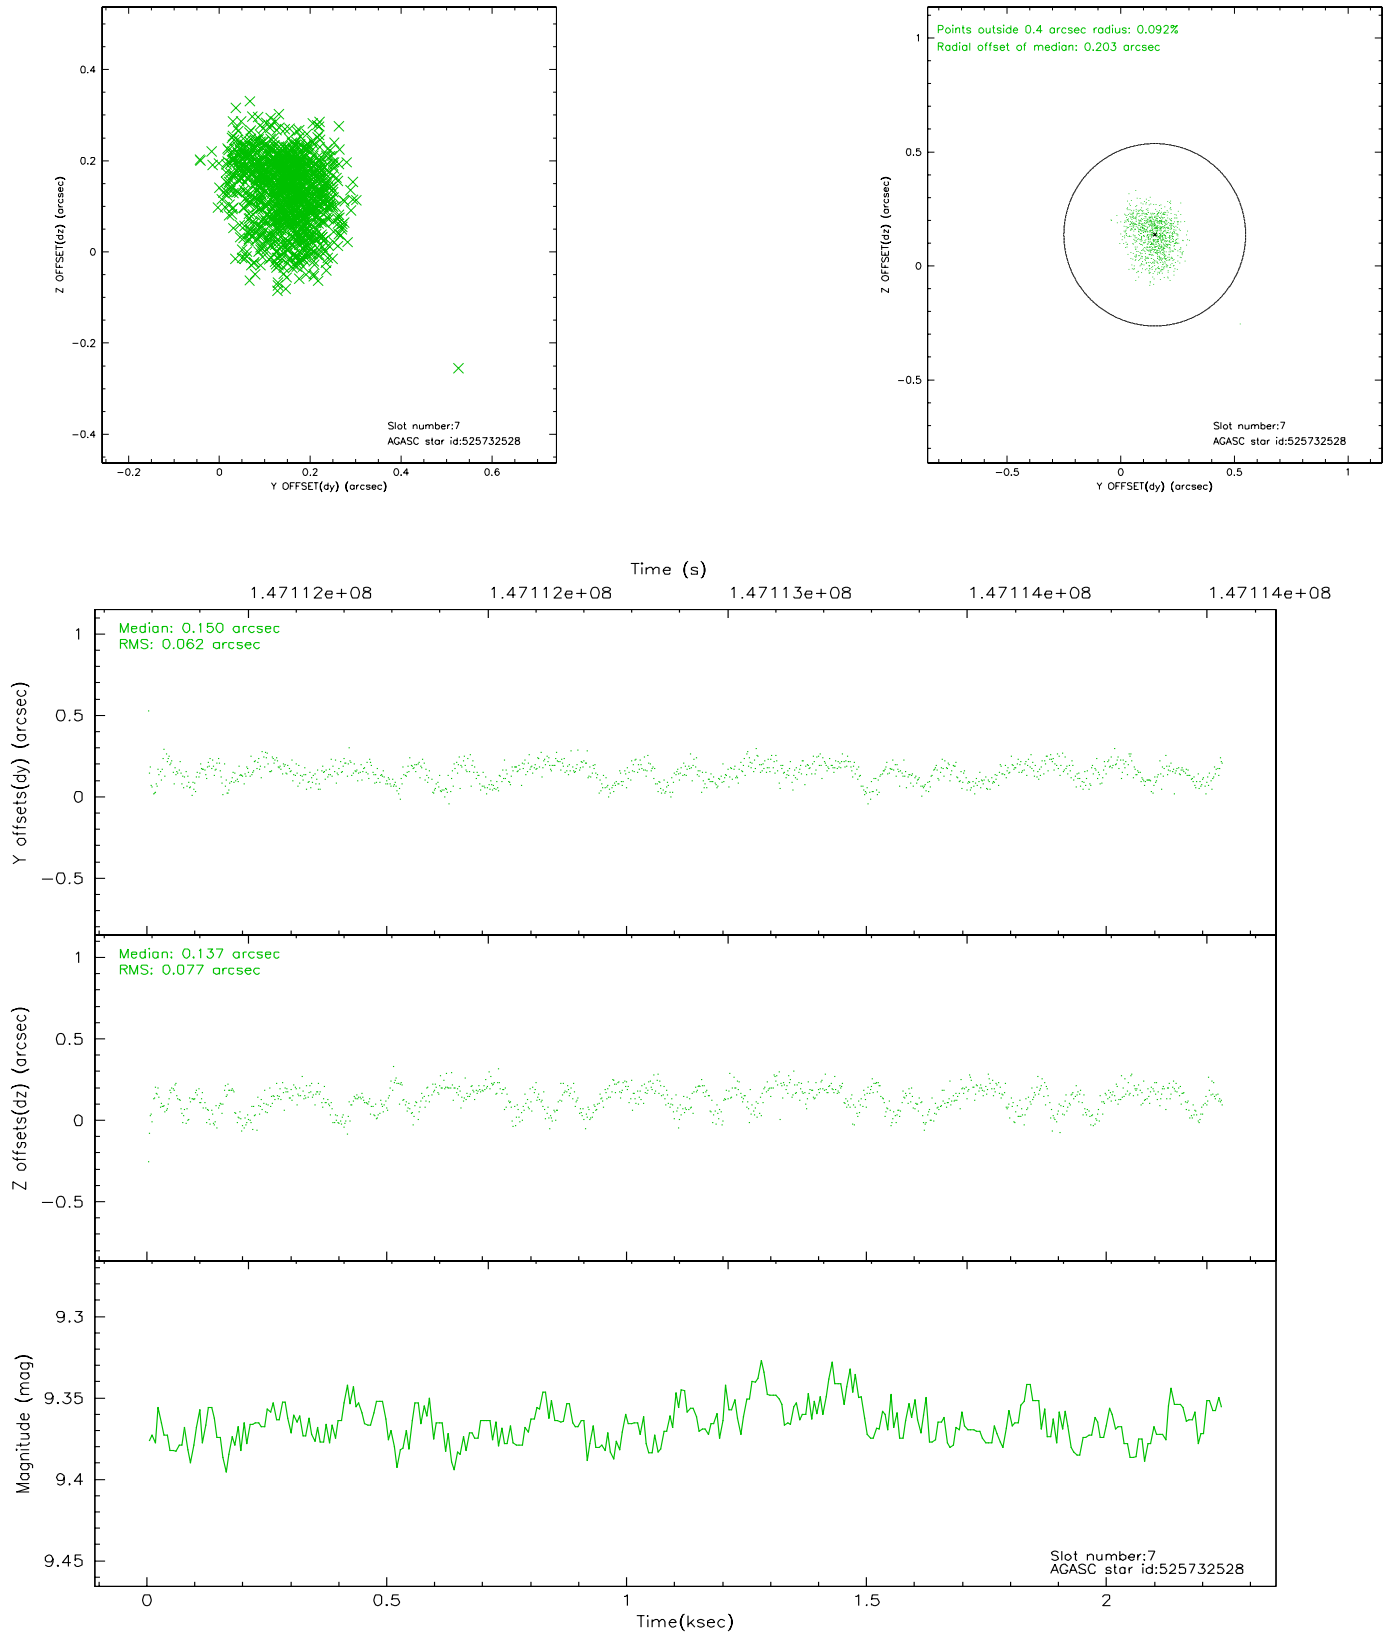 0.4
0.2
0
−0.2
−0.4
Z OFFSET(dz) (arcsec)
−0.2 0 0.2 0.4 0.6
Y OFFSET(dy) (arcsec)
Slot number:7
AGASC star id:525732528
Points outside 0.4 arcsec radius: 0.092%
Radial offset of median: 0.203 arcsec
1
0.5
0
−0.5
Z OFFSET(dz) (arcsec)
−0.5 0 0.5 1
Y OFFSET(dy) (arcsec)
Slot number:7
AGASC star id:525732528
Time (s)
1.47112e+08 1.47112e+08 1.47113e+08 1.47114e+08 1.47114e+08
Median: 0.150 arcsec
RMS: 0.062 arcsec
1
0.5
0
−0.5
Y offsets(dy) (arcsec)
Median: 0.137 arcsec
RMS: 0.077 arcsec
1
0.5
0
−0.5
Z offsets(dz) (arcsec)
9.3
9.35
9.4
9.45
Magnitude (mag)
Slot number:7
AGASC star id:525732528
0 0.5 1 1.5 2
Time(ksec)